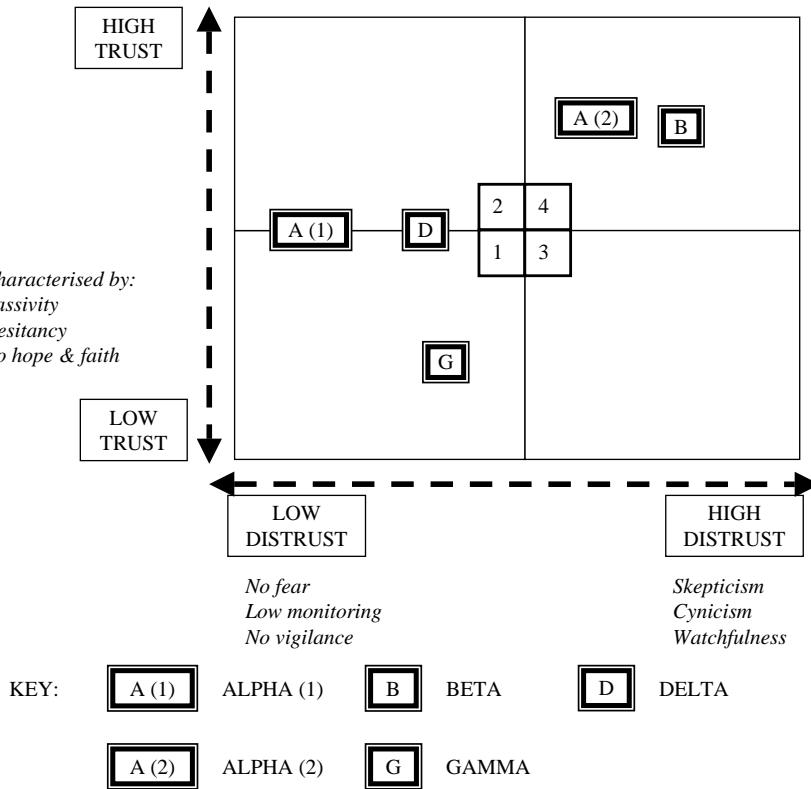 HIGH
TRUST
A (2)
B
2
4
A (1)
D
1
3
haracterised by:
assivity
esitancy
o hope & faith
G
LOW
TRUST
LOW
DISTRUST
HIGH
DISTRUST
No fear
Low monitoring
No vigilance
Skepticism
Cynicism
Watchfulness
KEY:
A (1)
ALPHA (1)
B
BETA
D
DELTA
A (2)
ALPHA (2)
G
GAMMA